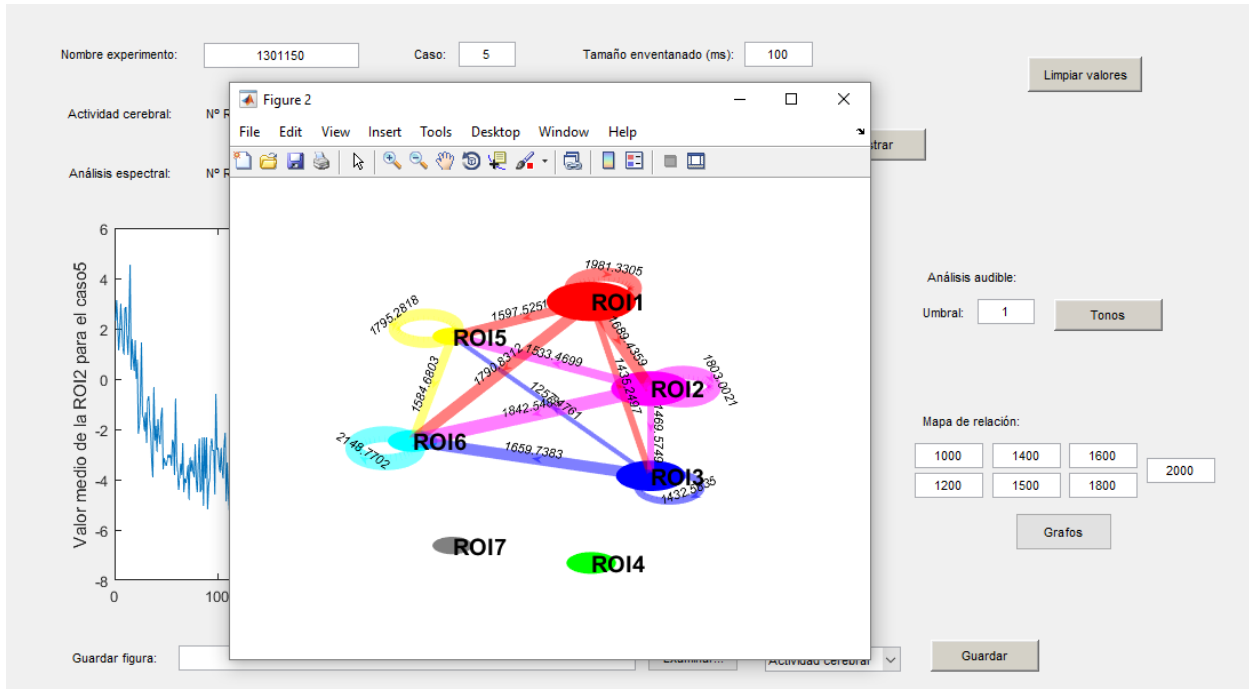 Nombre experimento: 1301150 Caso: 5 Tamaño enventanado (ms): 100
Limpiar valores
Figure 2
Actividad cerebral: Nº R
File Edit View Insert Tools Desktop Window Help
strar
Análisis espectral: Nº R
6
4
2
0
-2
-4
-6
-8
0
100
Valor medio de la ROI2 para el caso5
1981.3305
ROI1
1597.5251
1795.2818
ROI5
1689.4359
1533.4699
1790.8312
1435.2497
1803.0021
ROI2
1584.6803
1842.54
1469.5749
ROI6
2148.7702
1659.7383
ROI3
ROI7
ROI4
Análisis audible:
Umbral: 1 Tonos
Mapa de relación:
1000 1400 1600
2000
1200 1500 1800
Grafos
Guardar figura: Examinar... Actividad cerebral Guardar